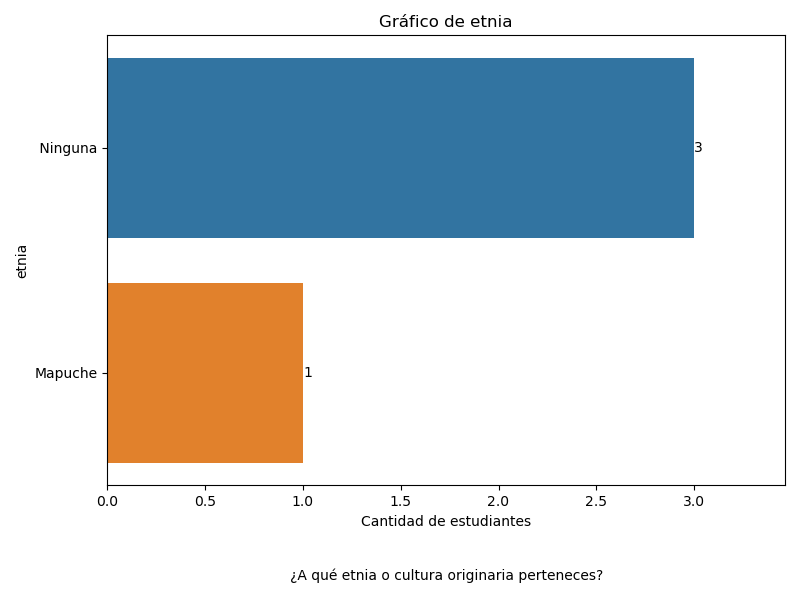 Gráfico de etnia
Ninguna
3
etnia
Mapuche
1
0.0 0.5 1.0 1.5 2.0 2.5 3.0
Cantidad de estudiantes
¿A qué etnia o cultura originaria perteneces?